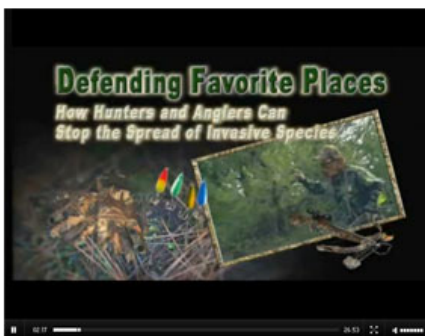 Defending Favorite Places
How Hunters and Anglers Can
Stop the Spread of Invasive Species
02:17
26:53